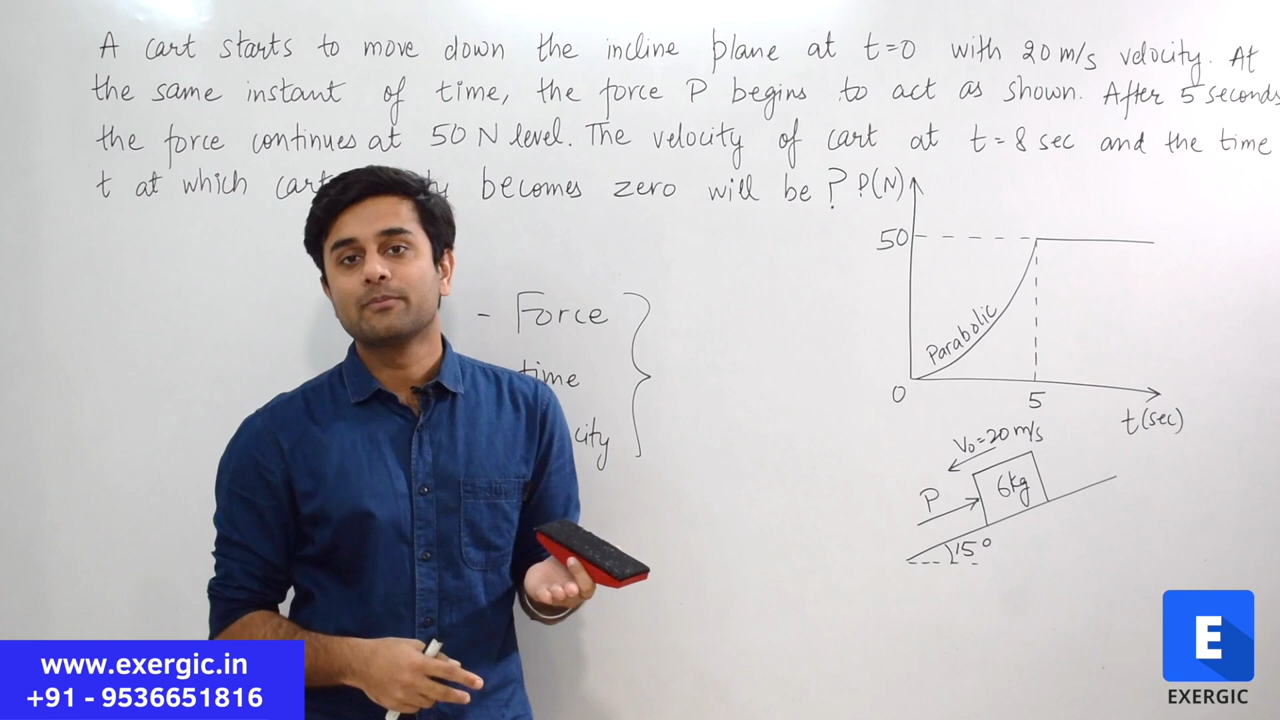 A cart starts to move down the incline plane at t=0 with 20 m/s velocity. At
the same instant of time, the force P begins to act as shown. After 5 seconds
the force continues at 50 N level. The velocity of cart at t = 8 sec and the time
t at which becomes zero will be ?
P(N)
50
Parabolic
0
5
t(sec)
- Force
time
V₀=20 m/s
P
6kg
15°
www.exergic.in
+91 - 9536651816
E
EXERGIC